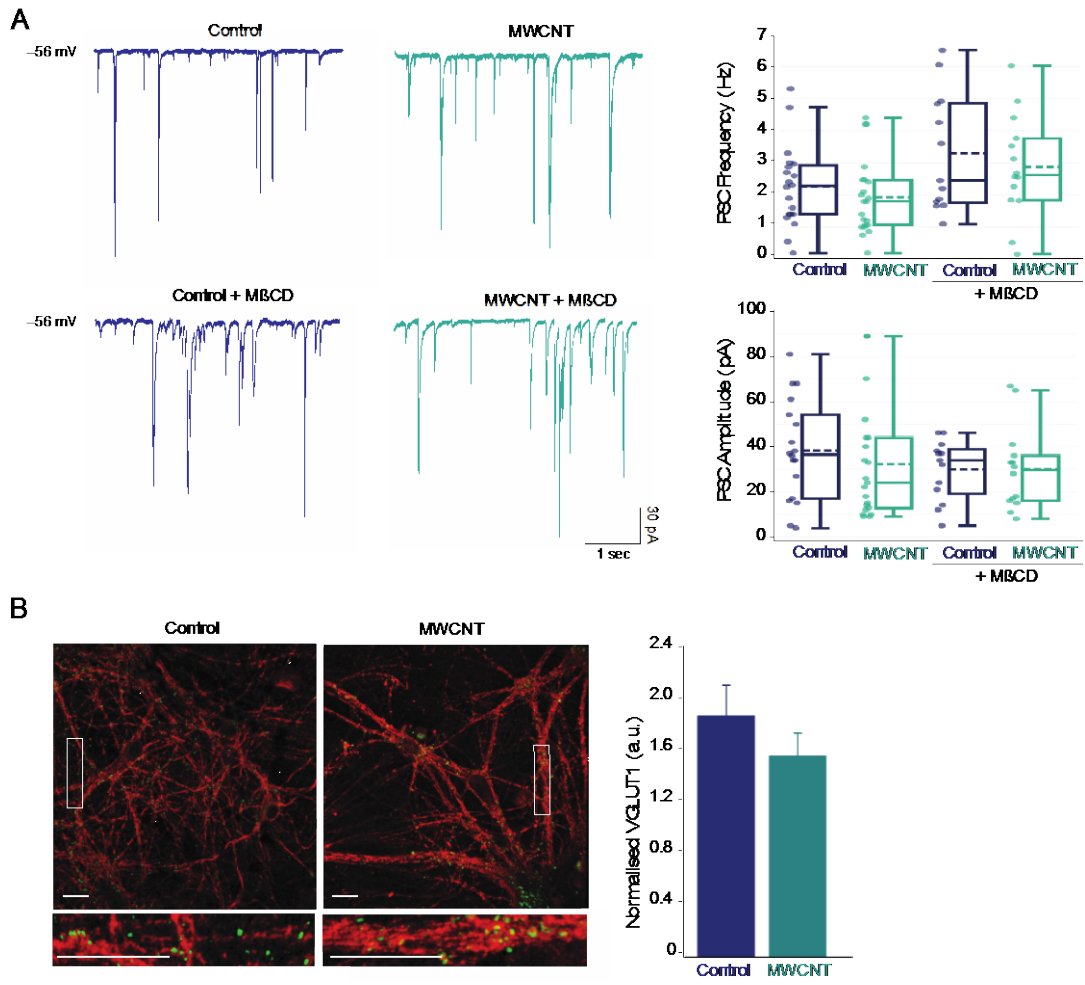 A
Control
MWCNT
–56 mV
Control + MßCD
MWCNT + MßCD
–56 mV
30 pA
1 sec
PSC Frequency (Hz)
7
6
5
4
3
2
1
0
Control
MWCNT
Control
MWCNT
+ MßCD
PSC Amplitude (pA)
100
80
60
40
20
0
Control
MWCNT
Control
MWCNT
+ MßCD
B
Control
MWCNT
Normalised VGLUT1 (a.u.)
2.4
2.0
1.6
1.2
0.8
0.4
0
Control
MWCNT